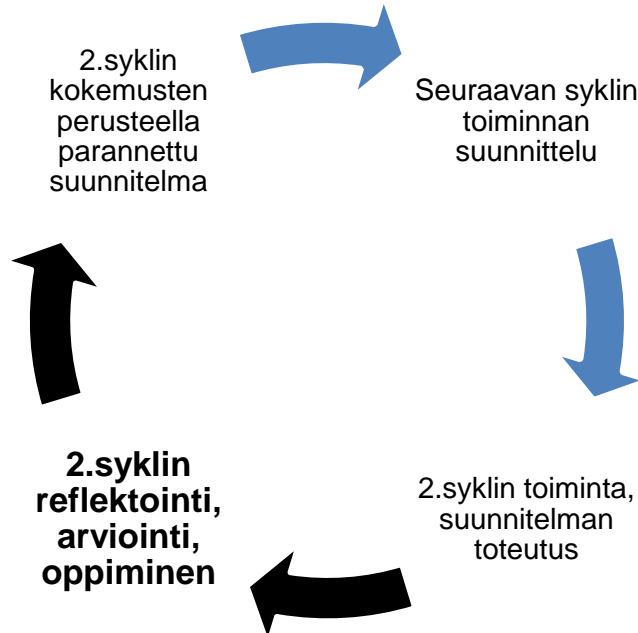 2.syklin
kokemusten
perusteella
parannettu
suunnitelma
Seuraavan syklin
toiminnan
suunnittelu
2.syklin toiminta,
suunnitelman
toteutus
2.syklin
reflektointi,
arviointi,
oppiminen